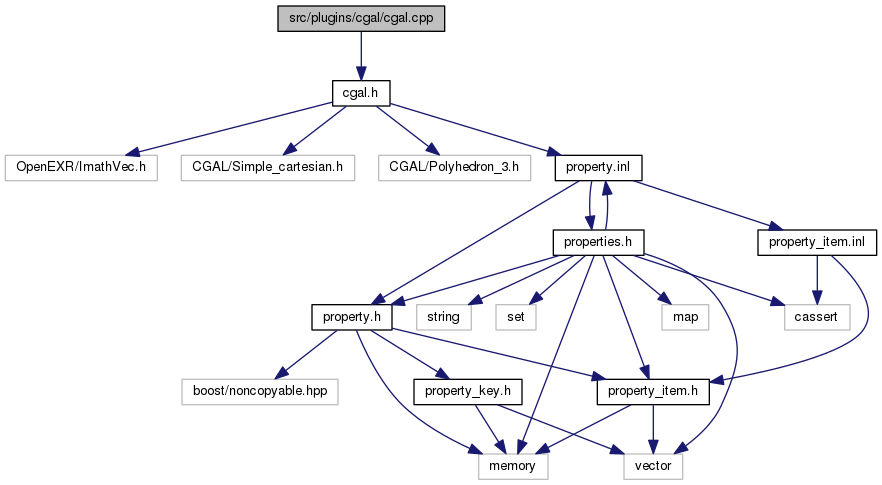 src/plugins/cgal/cgal.cpp
cgal.h
OpenEXR/ImathVec.h
CGAL/Simple_cartesian.h
CGAL/Polyhedron_3.h
property.inl
properties.h
property_item.inl
property.h
string
set
map
cassert
boost/noncopyable.hpp
property_key.h
property_item.h
memory
vector